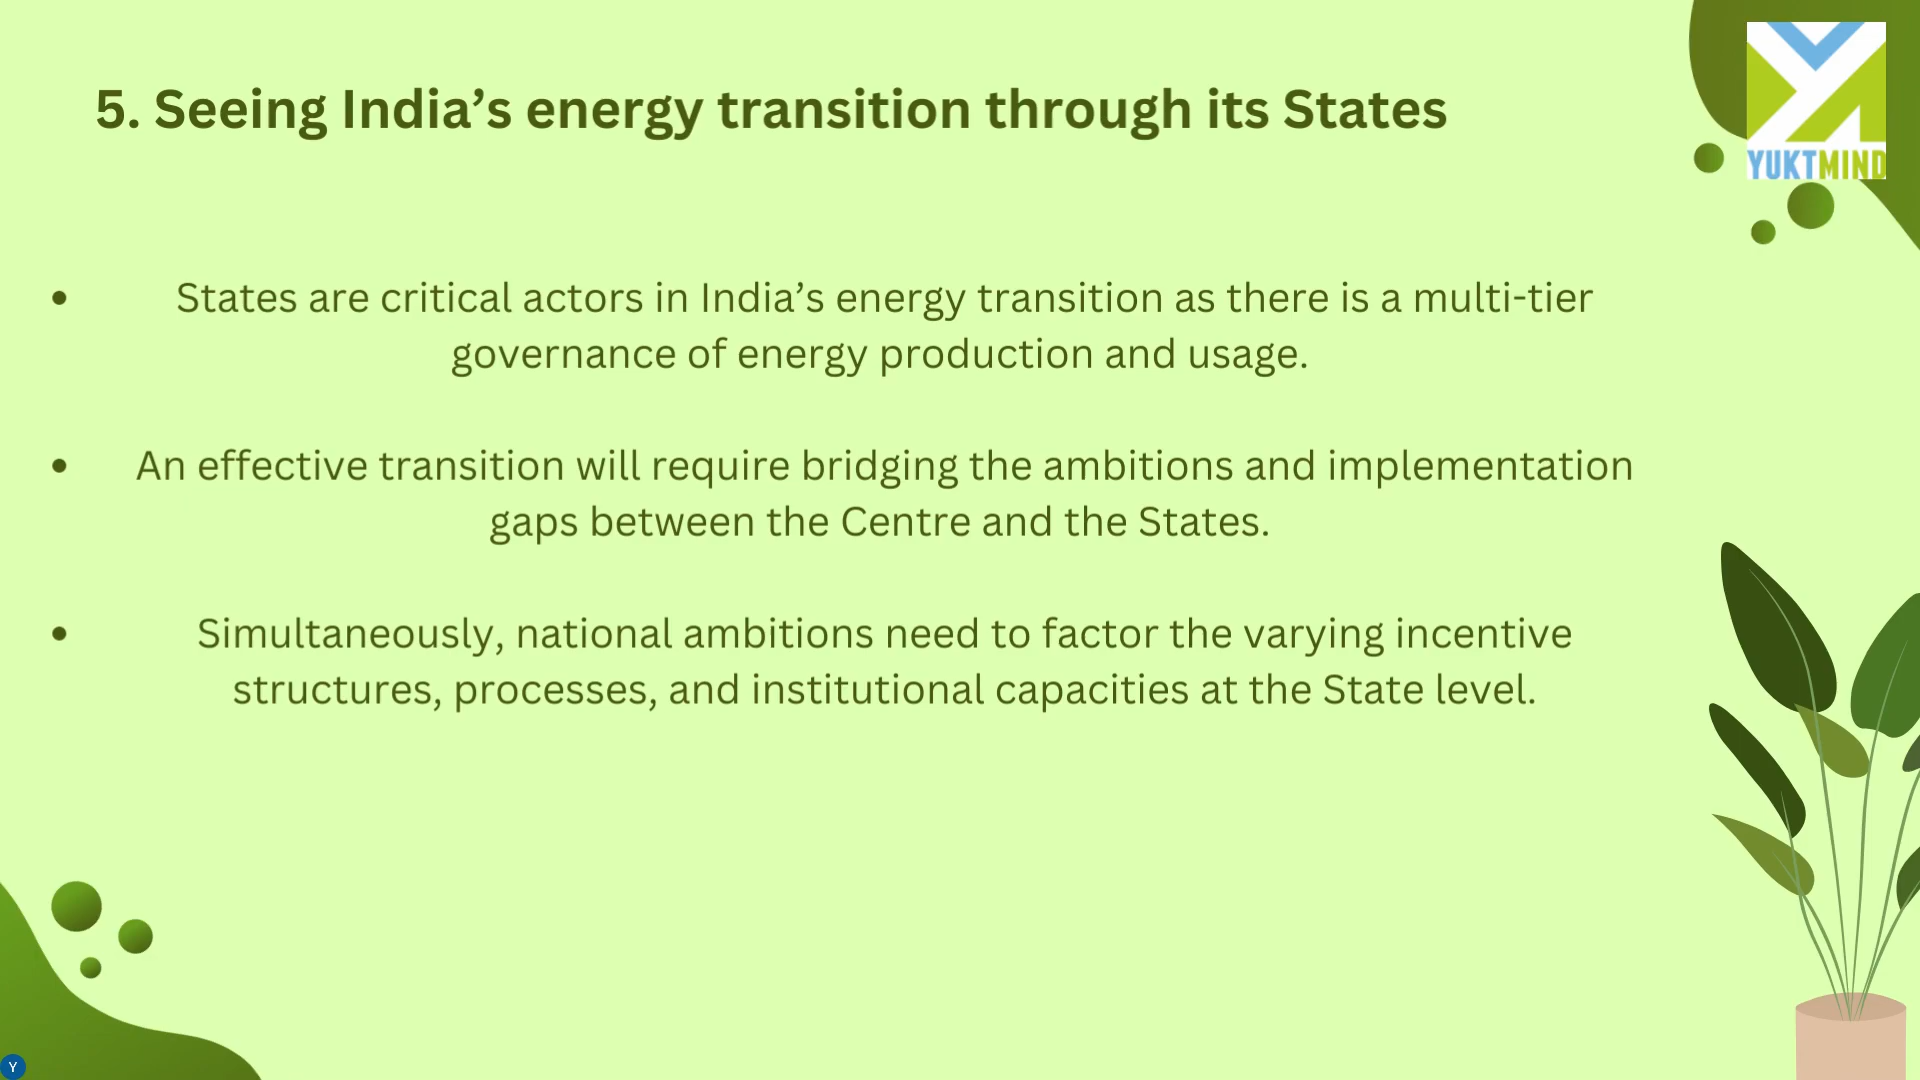 5. Seeing India’s energy transition through its States
YUKTMIND
• States are critical actors in India’s energy transition as there is a multi-tier
governance of energy production and usage.
• An effective transition will require bridging the ambitions and implementation
gaps between the Centre and the States.
• Simultaneously, national ambitions need to factor the varying incentive
structures, processes, and institutional capacities at the State level.
Y